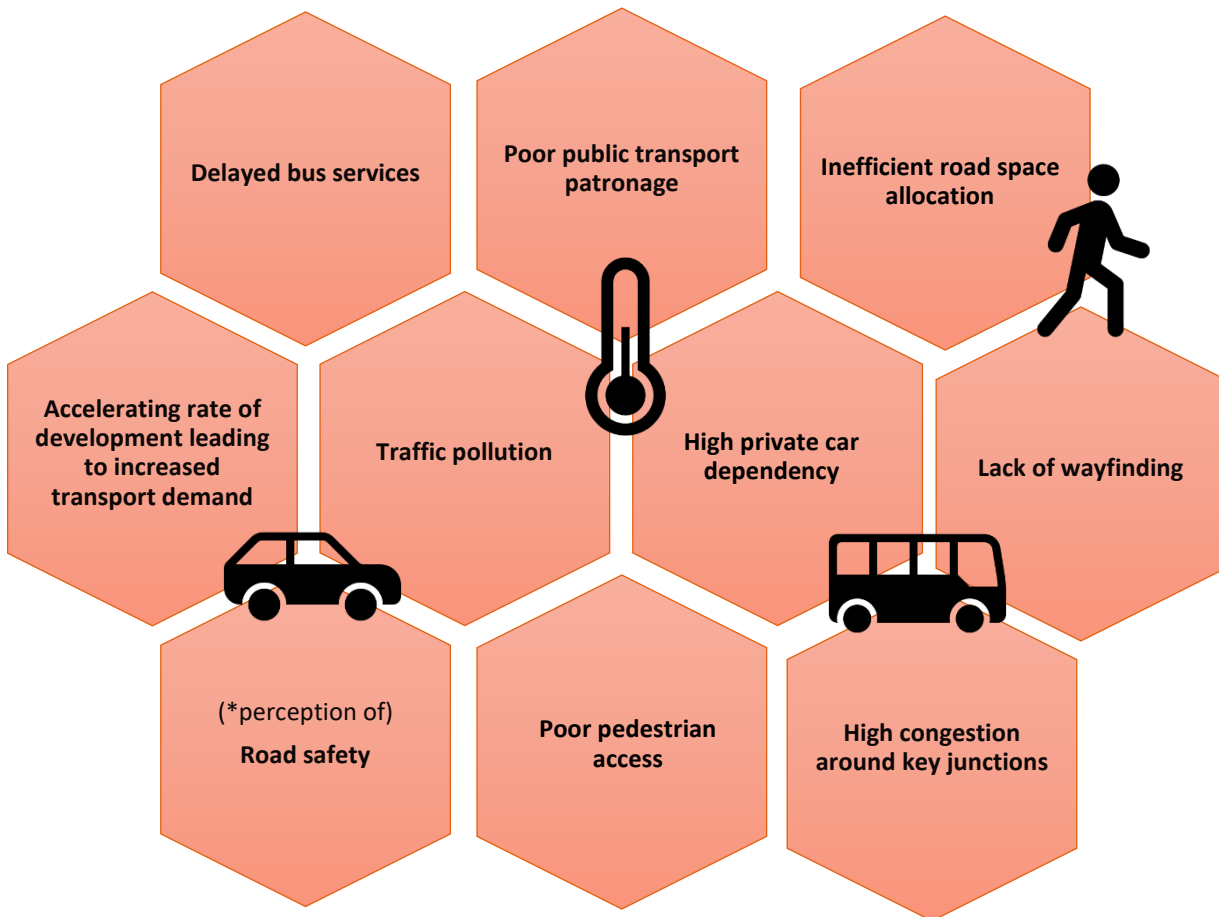 Delayed bus services
Poor public transport
patronage
Inefficient road space
allocation
Accelerating rate of
development leading
to increased
transport demand
Traffic pollution
High private car
dependency
Lack of wayfinding
(*perception of)
Road safety
Poor pedestrian
access
High congestion
around key junctions